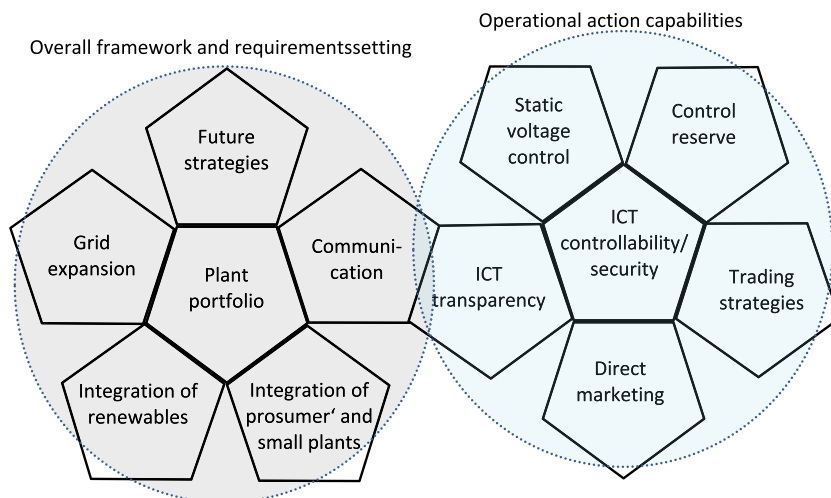 Operational action capabilities
Overall framework and requirementssetting
Future
strategies
Grid
expansion
Plant
portfolio
Communi-
cation
Integration of
renewables
Integration of
prosumer‘ and
small plants
Static
voltage
control
Control
reserve
ICT
controllability/
security
ICT
transparency
Trading
strategies
Direct
marketing